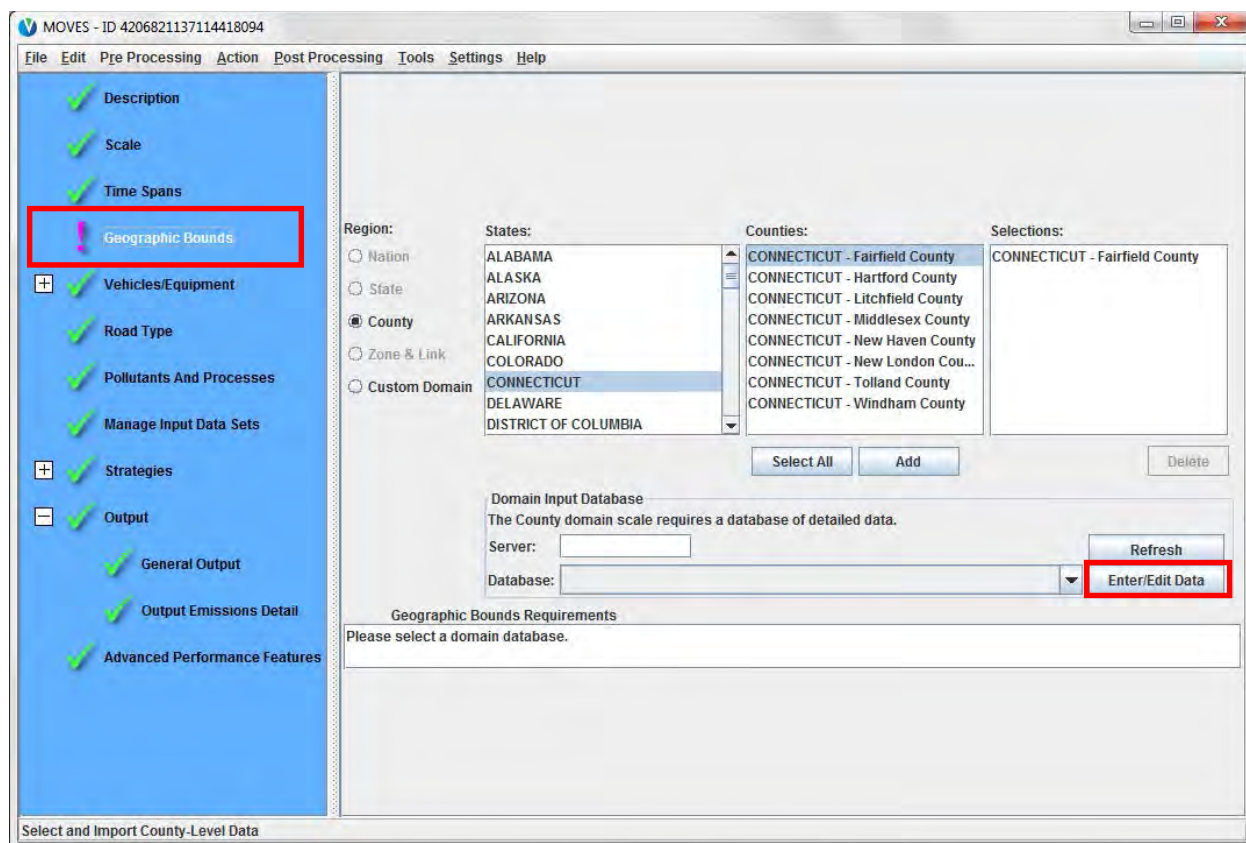 MOVES - ID 4206821137114418094
File Edit Pre Processing Action Post Processing Tools Settings Help
Description
Scale
Time Spans
Geographic Bounds
Vehicles/Equipment
Road Type
Pollutants And Processes
Manage Input Data Sets
Strategies
Output
General Output
Output Emissions Detail
Advanced Performance Features
Region:
Nation
State
County
Zone & Link
Custom Domain
States:
ALABAMA
ALASKA
ARIZONA
ARKANSAS
CALIFORNIA
COLORADO
CONNECTICUT
DELAWARE
DISTRICT OF COLUMBIA
Counties:
CONNECTICUT - Fairfield County
CONNECTICUT - Hartford County
CONNECTICUT - Litchfield County
CONNECTICUT - Middlesex County
CONNECTICUT - New Haven County
CONNECTICUT - New London Cou...
CONNECTICUT - Tolland County
CONNECTICUT - Windham County
Selections:
CONNECTICUT - Fairfield County
Select All
Add
Delete
Domain Input Database
The County domain scale requires a database of detailed data.
Server:
Refresh
Database:
Enter/Edit Data
Geographic Bounds Requirements
Please select a domain database.
Select and Import County-Level Data